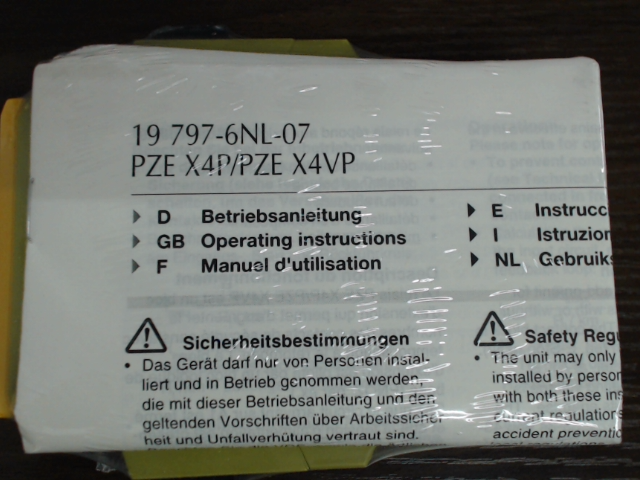 19 797-6NL-07
PZE X4P/PZE X4VP
D Betriebsanleitung
GB Operating instructions
F Manuel d'utilisation
E Instrucc
I Istruzion
NL Gebruiks
Sicherheitsbestimmungen
• Das Gerät darf nur von Personen instal-
liert und in Betrieb genommen werden,
die mit dieser Betriebsanleitung und den
geltenden Vorschriften über Arbeitssicher
heit und Unfallverhütung vertraut sind.
Safety Regu
• The unit may only
installed by person
with both these ins
current regulations
accident preventio